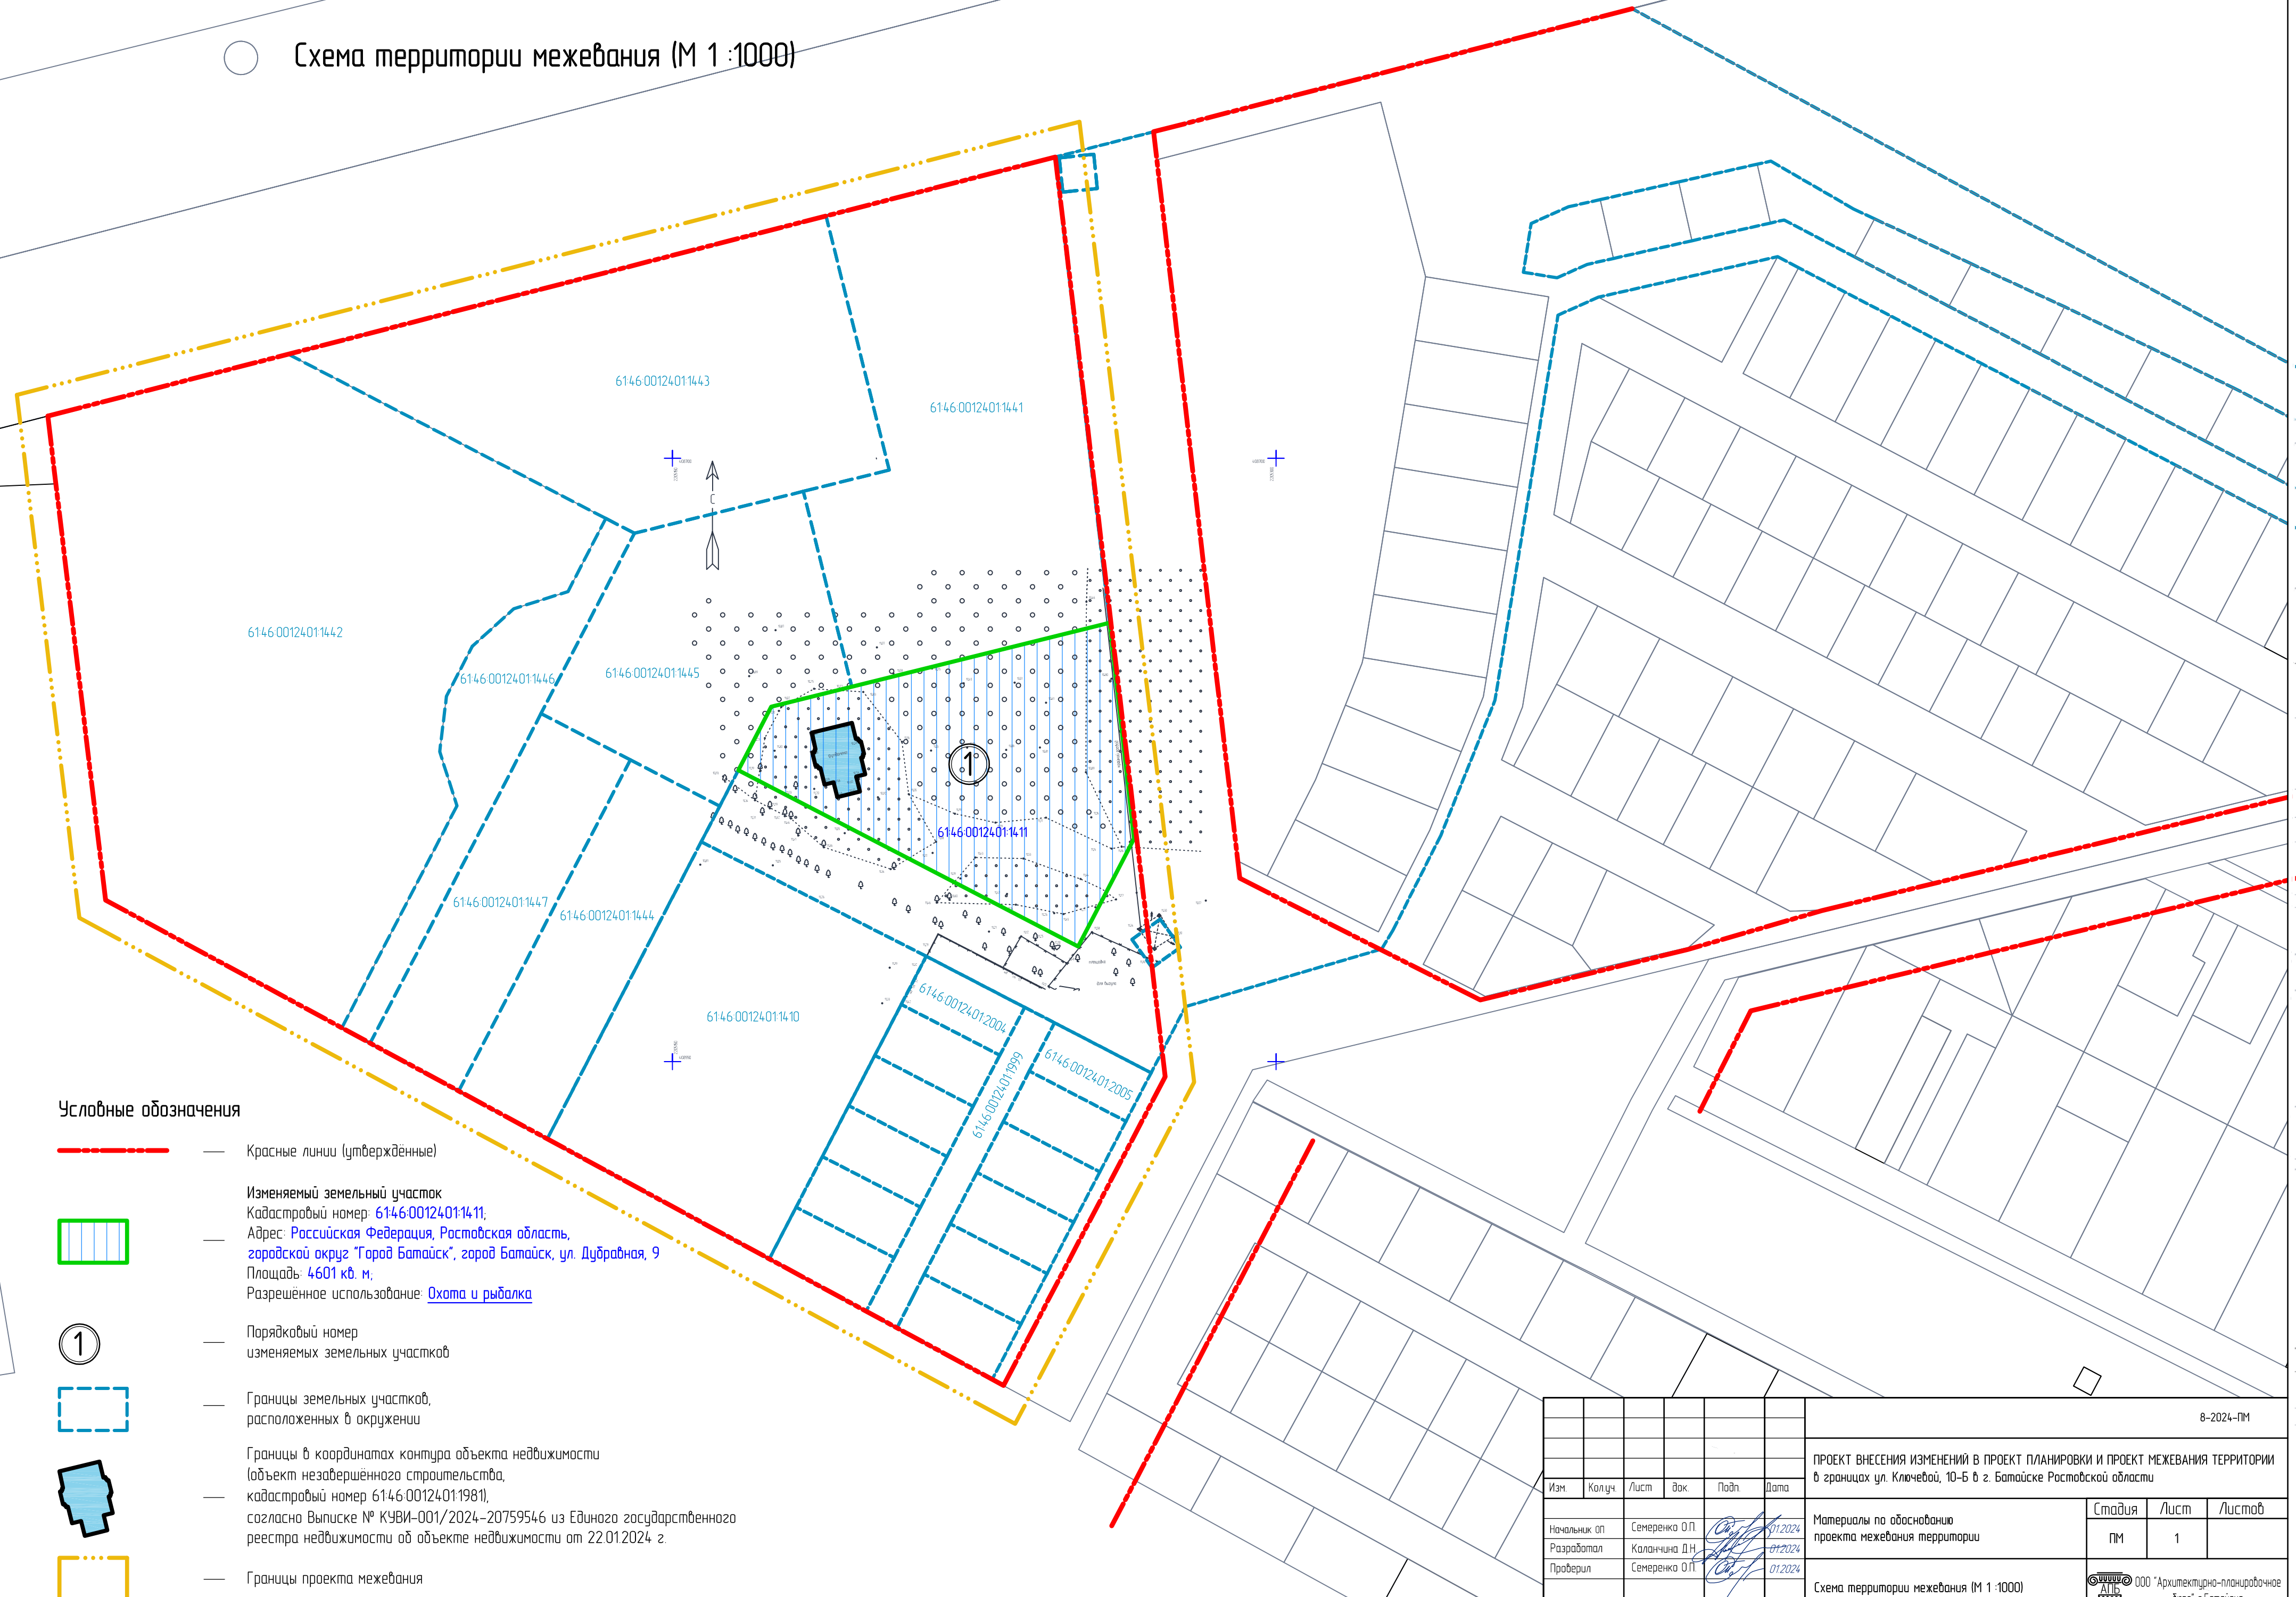 Схема территории межевания (М 1 :1000)
61:46:0012401:1443
61:46:0012401:1441
С
61:46:0012401:1442
61:46:0012401:1446
61:46:0012401:1445
1
61:46:0012401:1411
61:46:0012401:1447
61:46:0012401:1444
61:46:0012401:1410
61:46:0012401:2004
61:46:0012401:1999
61:46:0012401:2005
Условные обозначения
Красные линии (утверждённые)
Изменяемый земельный участок
Кадастровый номер: 61:46:0012401:1411;
Адрес: Российская Федерация, Ростовская область,
городской округ "Город Батайск", город Батайск, ул. Дубравная, 9
Площадь: 4601 кв. м;
Разрешённое использование: Охота и рыбалка
1
Порядковый номер
изменяемых земельных участков
Границы земельных участков,
расположенных в окружении
Границы в координатах контура объекта недвижимости
(объект незавершённого строительства,
кадастровый номер 61:46:0012401:1981),
согласно Выписке № КУВИ-001/2024-20759546 из Единого государственного
реестра недвижимости об объекте недвижимости от 22.01.2024 г.
Границы проекта межевания
8-2024-ПМ
ПРОЕКТ ВНЕСЕНИЯ ИЗМЕНЕНИЙ В ПРОЕКТ ПЛАНИРОВКИ И ПРОЕКТ МЕЖЕВАНИЯ ТЕРРИТОРИИ
в границах ул. Ключевой, 10-Б в г. Батайске Ростовской области
Изм. Кол.уч. Лист док. Подп. Дата
Стадия Лист Листов
Материалы по обоснованию
проекта межевания территории
ПМ 1
Начальник ОП Семеренко О.П. 01.2024
Разработал Каланчина Д.Н. 01.2024
Проверил Семеренко О.П. 01.2024
Схема территории межевания (М 1 :1000)
АПБ
ООО "Архитектурно-планировочное